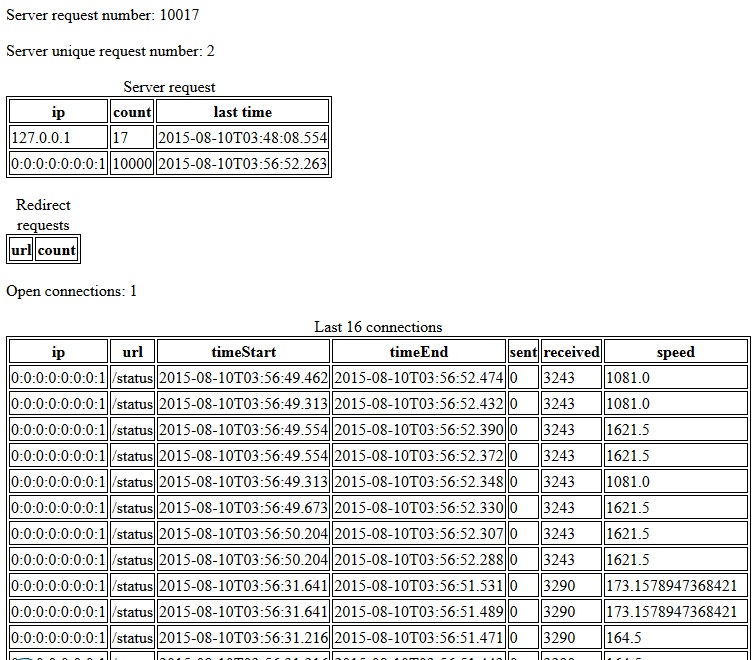 Server request number: 10017
Server unique request number: 2
Server request
ip count last time
127.0.0.1 17 2015-08-10T03:48:08.554
0:0:0:0:0:0:0:1 10000 2015-08-10T03:56:52.263
Redirect
requests
url count
Open connections: 1
Last 16 connections
ip url timeStart timeEnd sent received speed
0:0:0:0:0:0:0:1 /status 2015-08-10T03:56:49.462 2015-08-10T03:56:52.474 0 3243 1081.0
0:0:0:0:0:0:0:1 /status 2015-08-10T03:56:49.313 2015-08-10T03:56:52.432 0 3243 1081.0
0:0:0:0:0:0:0:1 /status 2015-08-10T03:56:49.554 2015-08-10T03:56:52.390 0 3243 1621.5
0:0:0:0:0:0:0:1 /status 2015-08-10T03:56:49.554 2015-08-10T03:56:52.372 0 3243 1621.5
0:0:0:0:0:0:0:1 /status 2015-08-10T03:56:49.313 2015-08-10T03:56:52.348 0 3243 1081.0
0:0:0:0:0:0:0:1 /status 2015-08-10T03:56:49.673 2015-08-10T03:56:52.330 0 3243 1621.5
0:0:0:0:0:0:0:1 /status 2015-08-10T03:56:50.204 2015-08-10T03:56:52.307 0 3243 1621.5
0:0:0:0:0:0:0:1 /status 2015-08-10T03:56:50.204 2015-08-10T03:56:52.288 0 3243 1621.5
0:0:0:0:0:0:0:1 /status 2015-08-10T03:56:31.641 2015-08-10T03:56:51.531 0 3290 173.1578947368421
0:0:0:0:0:0:0:1 /status 2015-08-10T03:56:31.641 2015-08-10T03:56:51.489 0 3290 173.1578947368421
0:0:0:0:0:0:0:1 /status 2015-08-10T03:56:31.216 2015-08-10T03:56:51.471 0 3290 164.5